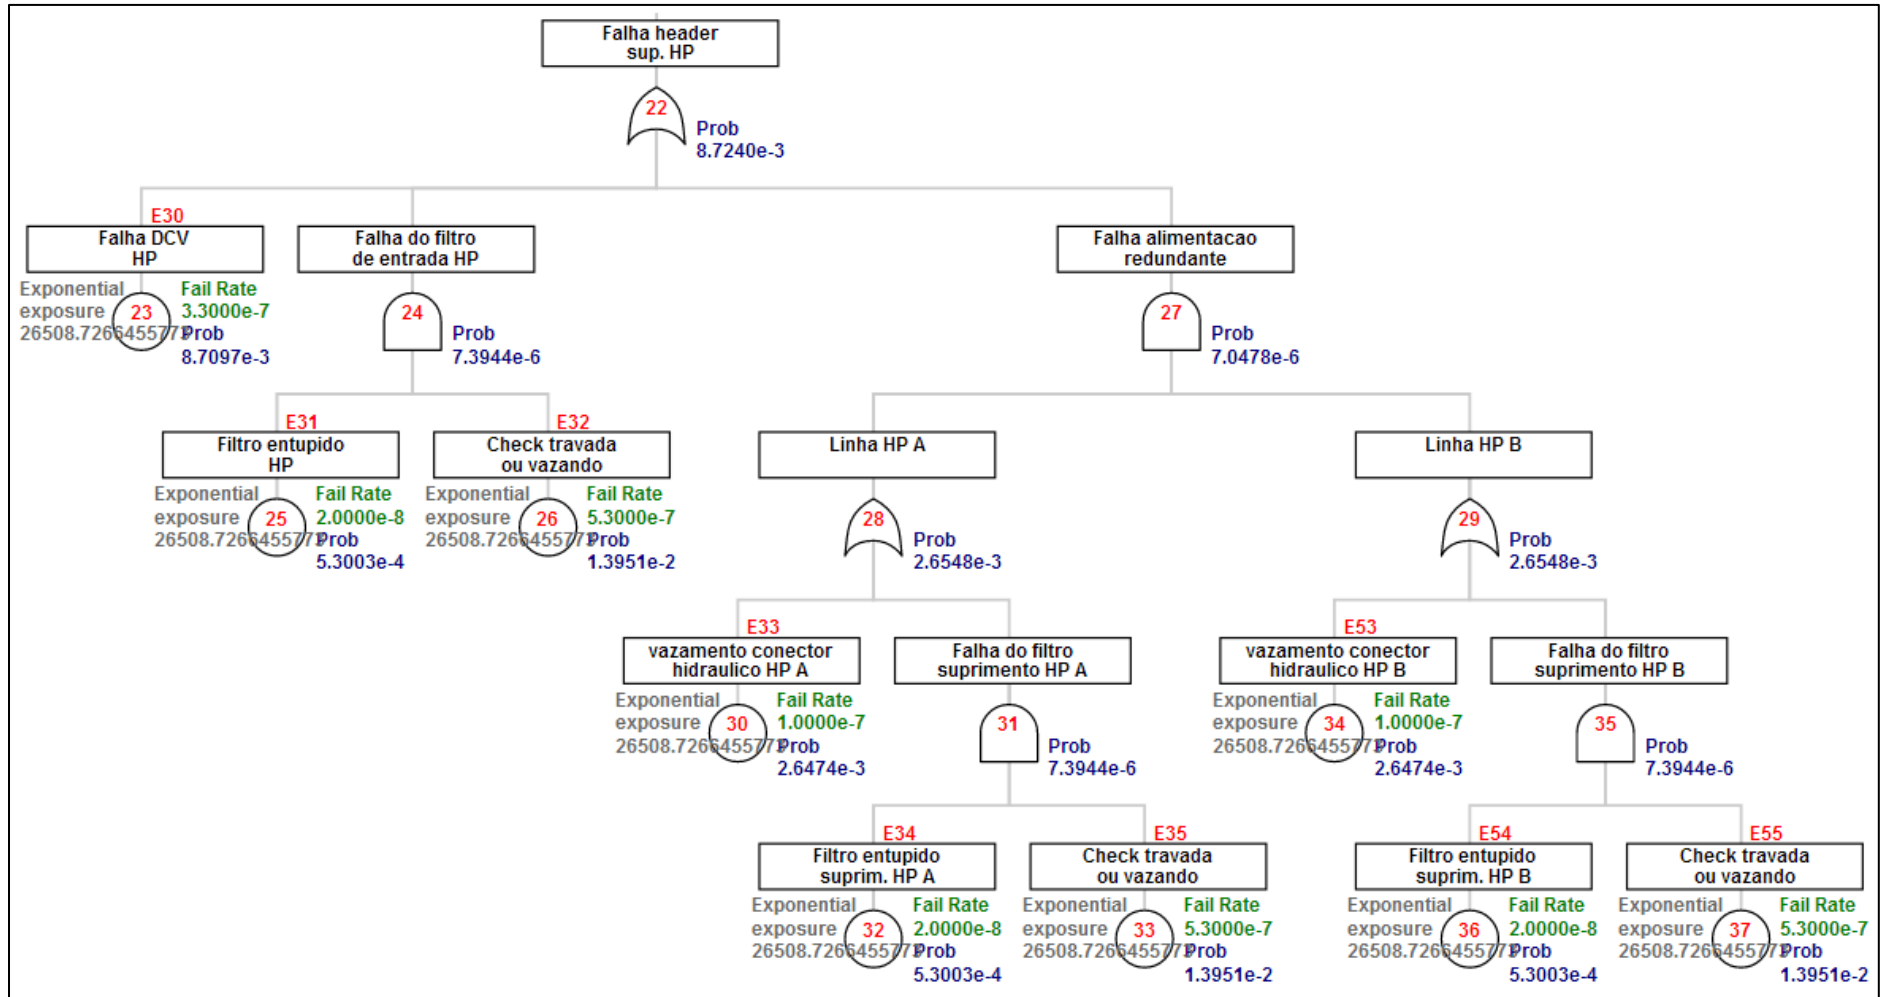 Falha header
sup. HP
22
Prob
8.7240e-3
E30
Falha DCV
HP
Exponential
exposure
26508.7266455773
23
Fail Rate
3.3000e-7
Prob
8.7097e-3
Falha do filtro
de entrada HP
24
Prob
7.3944e-6
Falha alimentacao
redundante
27
Prob
7.0478e-6
E31
Filtro entupido
HP
Exponential
exposure
26508.7266455773
25
Fail Rate
2.0000e-8
Prob
5.3003e-4
E32
Check travada
ou vazando
Exponential
exposure
26508.7266455773
26
Fail Rate
5.3000e-7
Prob
1.3951e-2
Linha HP A
28
Prob
2.6548e-3
Linha HP B
29
Prob
2.6548e-3
E33
vazamento conector
hidraulico HP A
Exponential
exposure
26508.7266455773
30
Fail Rate
1.0000e-7
Prob
2.6474e-3
Falha do filtro
suprimento HP A
31
Prob
7.3944e-6
E53
vazamento conector
hidraulico HP B
Exponential
exposure
26508.7266455773
34
Fail Rate
1.0000e-7
Prob
2.6474e-3
Falha do filtro
suprimento HP B
35
Prob
7.3944e-6
E34
Filtro entupido
suprim. HP A
Exponential
exposure
26508.7266455773
32
Fail Rate
2.0000e-8
Prob
5.3003e-4
E35
Check travada
ou vazando
Exponential
exposure
26508.7266455773
33
Fail Rate
5.3000e-7
Prob
1.3951e-2
E54
Filtro entupido
suprim. HP B
Exponential
exposure
26508.7266455773
36
Fail Rate
2.0000e-8
Prob
5.3003e-4
E55
Check travada
ou vazando
Exponential
exposure
26508.7266455773
37
Fail Rate
5.3000e-7
Prob
1.3951e-2